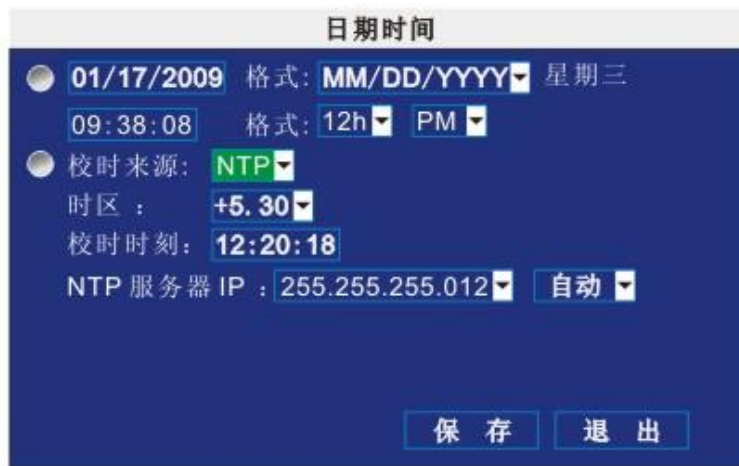 日期时间
01/17/2009 格式: MM/DD/YYYY 星期三
09:38:08 格式: 12h PM
校时来源: NTP
时区 : +5.30
校时时刻: 12:20:18
NTP 服务器 IP : 255.255.255.012 自动
保 存 退 出